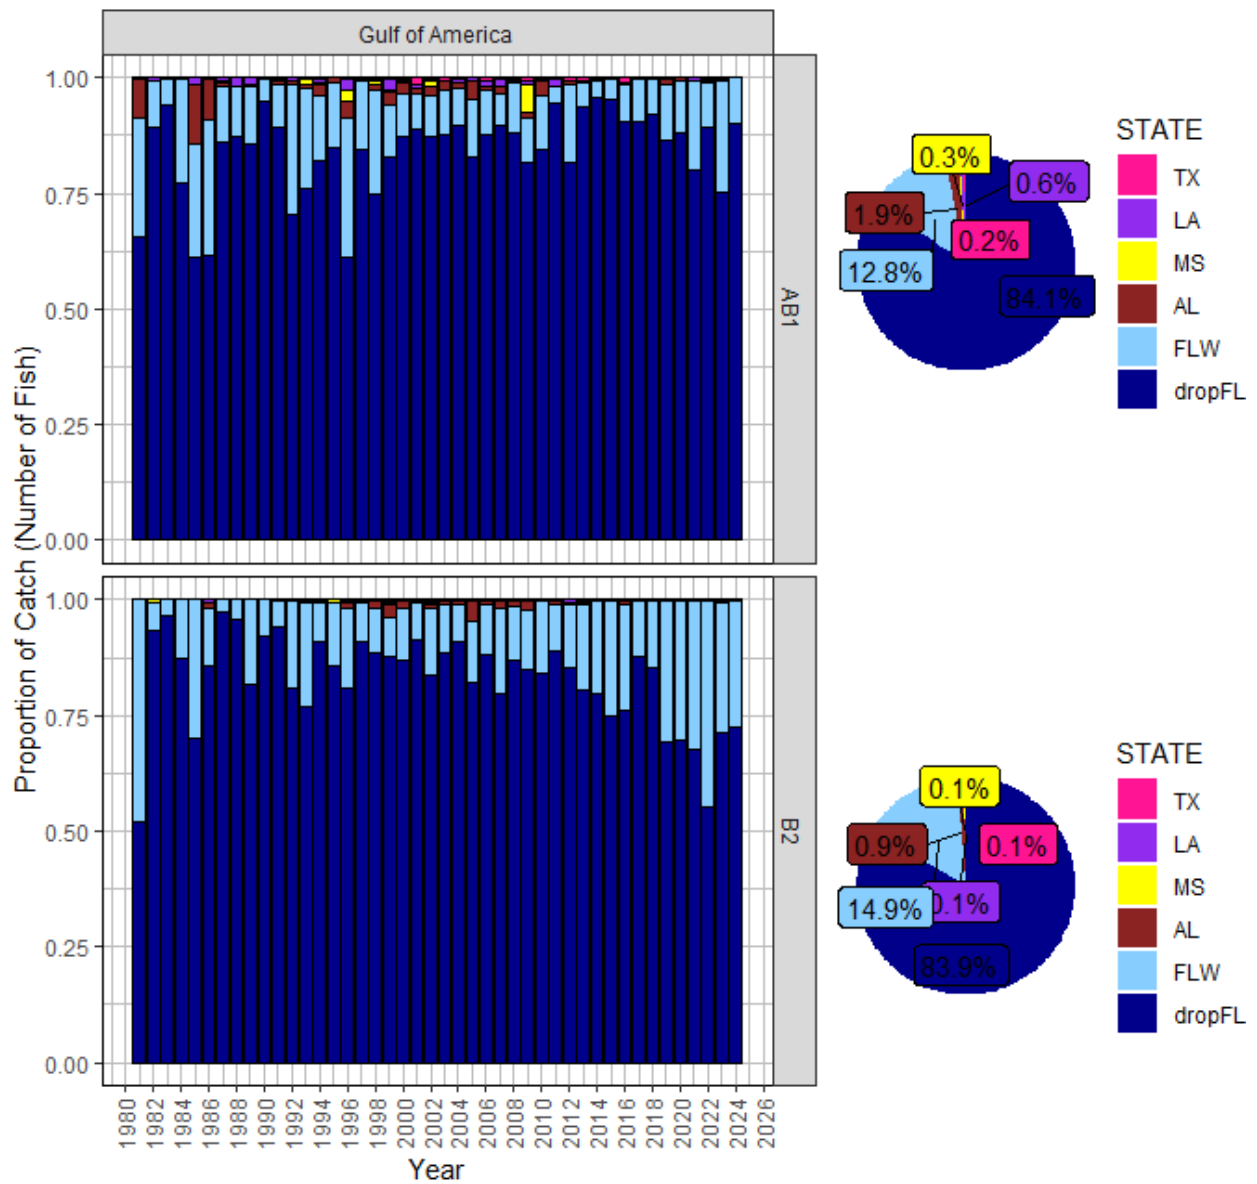 Gulf of America
Proportion of Catch (Number of Fish)
1.00
0.75
0.50
0.25
0.00
AB1
1.00
0.75
0.50
0.25
0.00
B2
1980 1982 1984 1986 1988 1990 1992 1994 1996 1998 2000 2002 2004 2006 2008 2010 2012 2014 2016 2018 2020 2022 2024 2026
Year
0.3%
0.6%
1.9%
0.2%
12.8%
84.1%
STATE
TX
LA
MS
AL
FLW
dropFL
0.1%
0.9%
0.1%
14.9%
0.1%
83.9%
STATE
TX
LA
MS
AL
FLW
dropFL